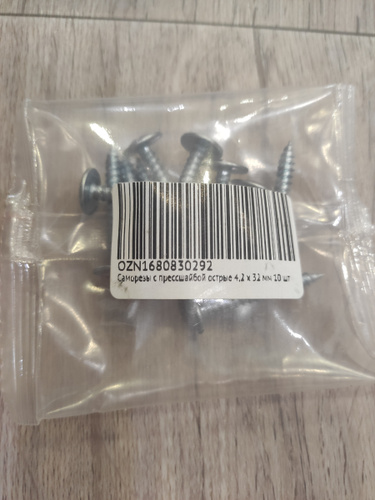 OZN1680830292
Саморезы с прессшайбой острые 4,2 х 32 мм 10 шт